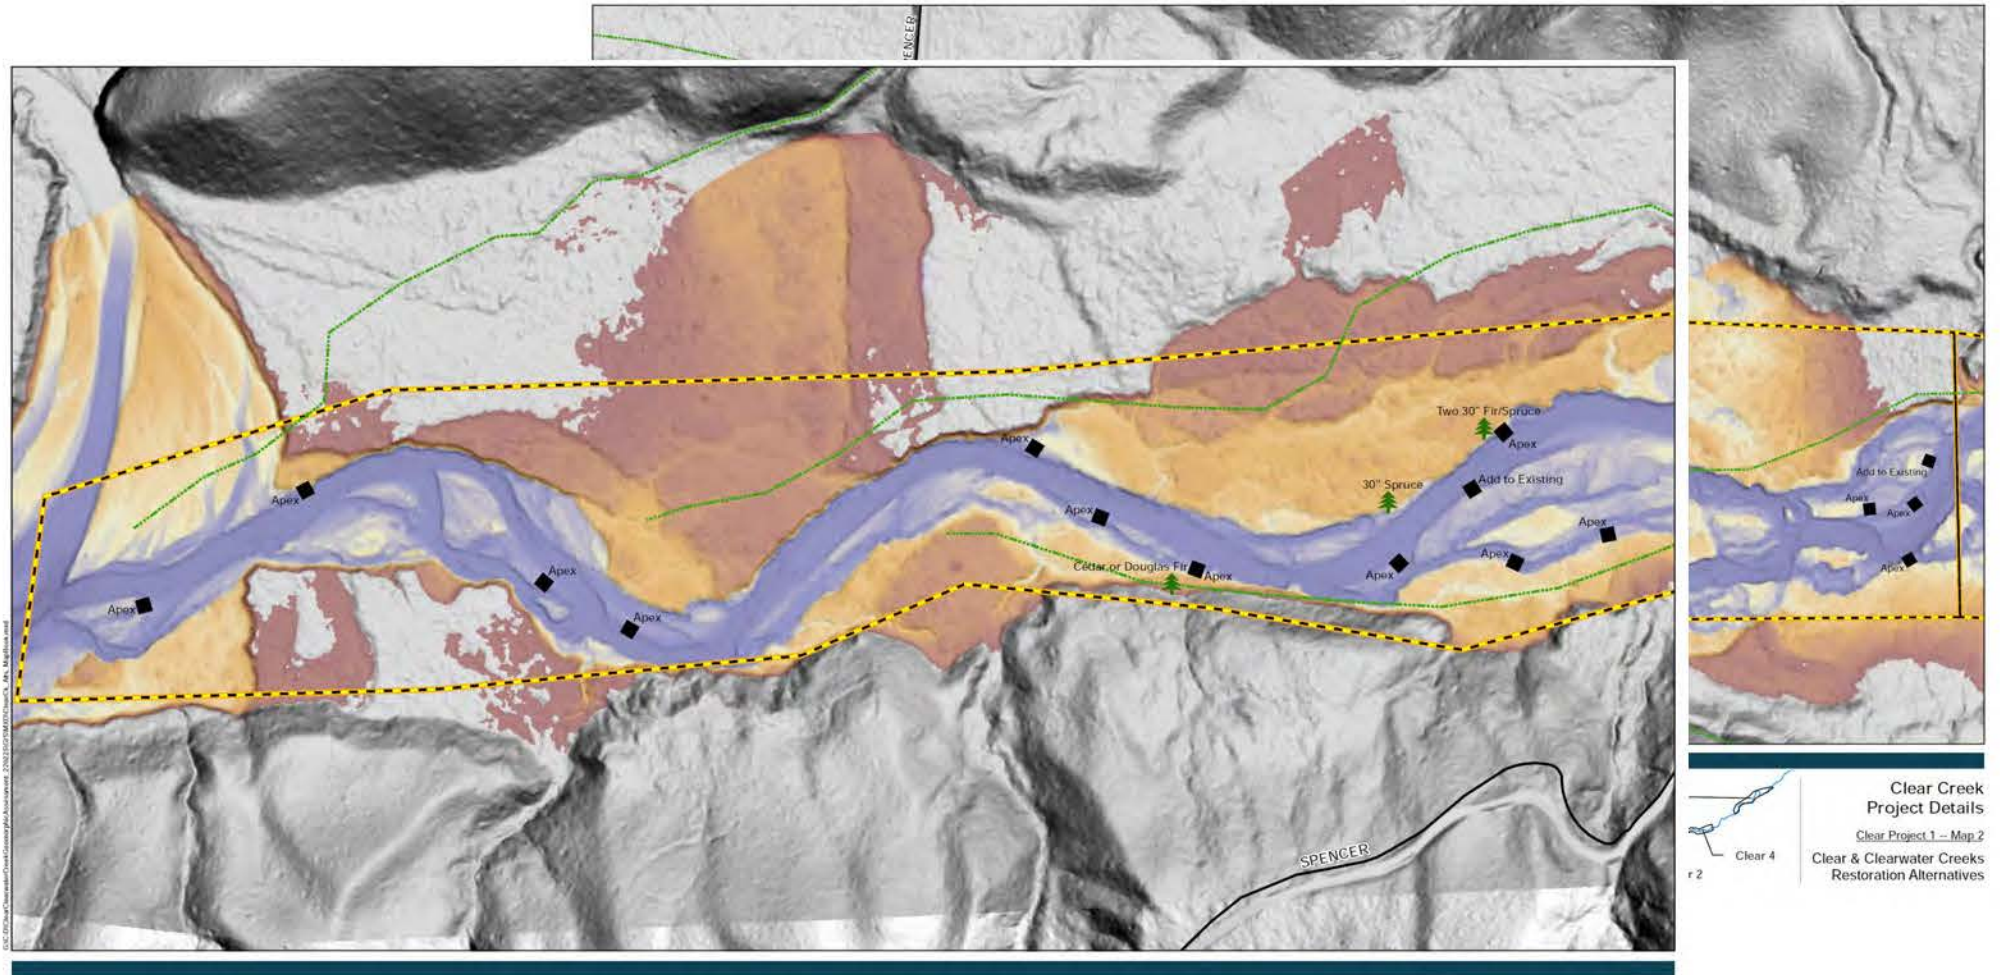 ENCER
Two 30" Fir/Spruce
Apex
Apex
30" Spruce
Add to Existing
Apex
Apex
Apex
Apex
Apex
Cedar or Douglas Fir
Apex
Apex
Apex
Apex
Apex
Add to Existing
Apex
Apex
Apex
SPENCER
Clear Creek
Project Details
Clear Project 1 -- Map 2
Clear 4
Clear & Clearwater Creeks
Restoration Alternatives
r 2